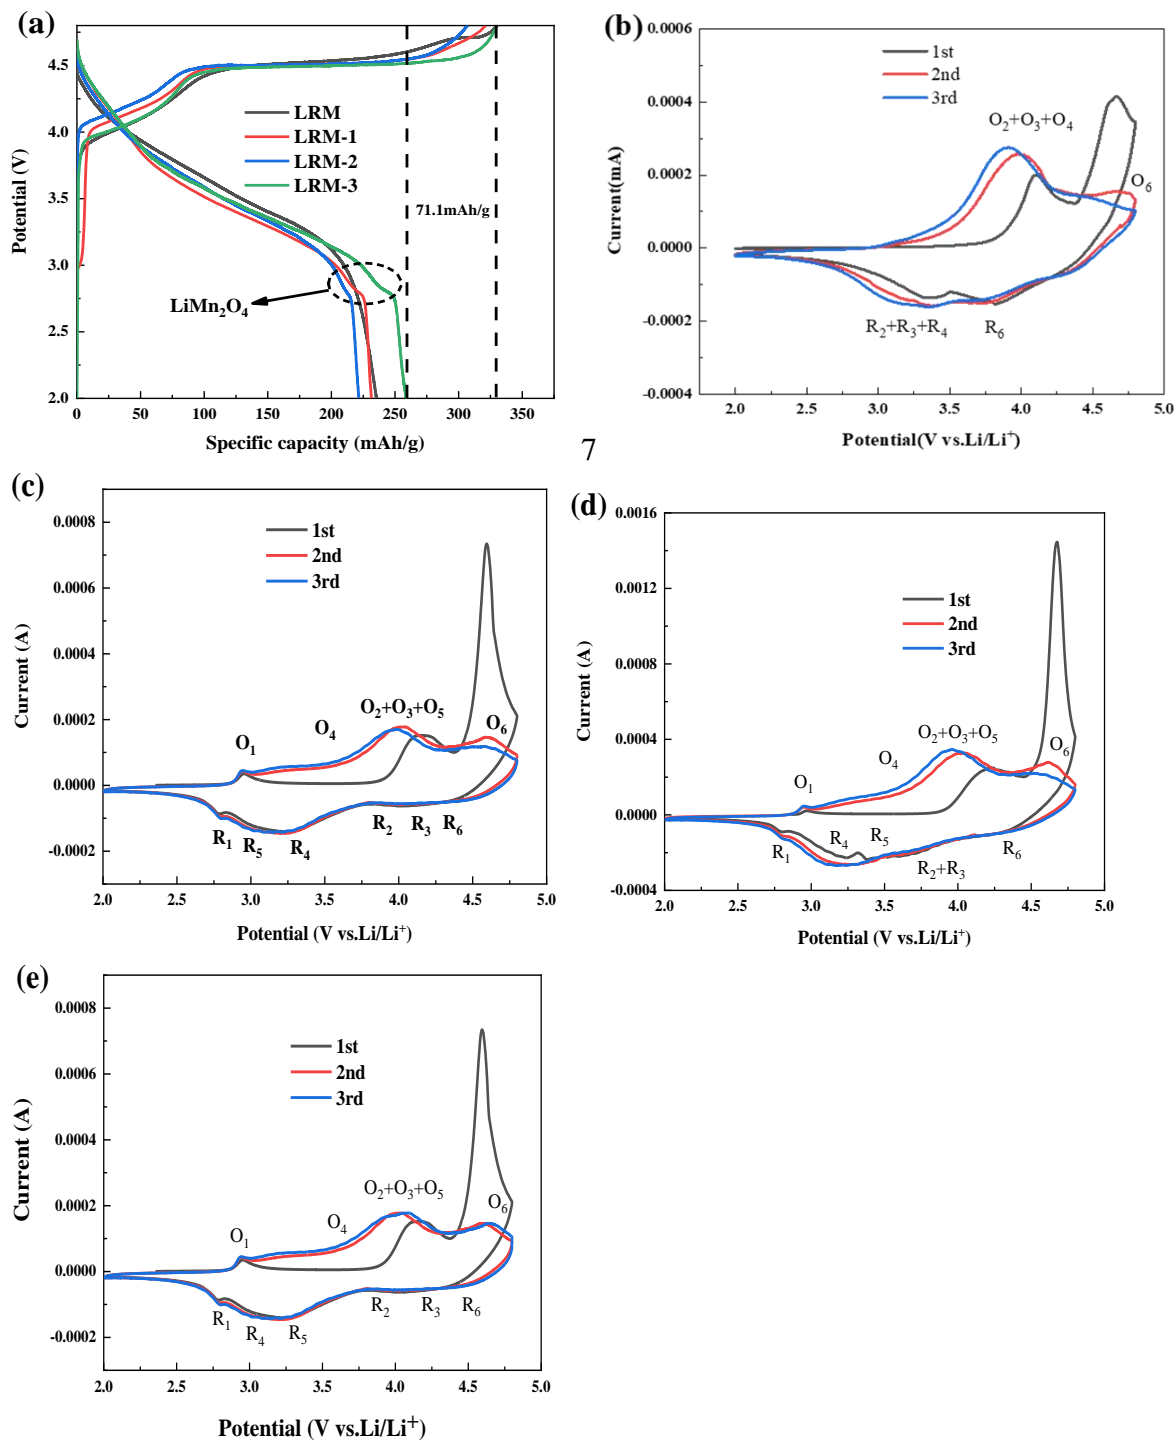 (a)
4.5
4.0
3.5
3.0
2.5
2.0
Potential (V)
LRM
LRM-1
LRM-2
LRM-3
71.1mAh/g
LiMn₂O₄
0
50
100
150
200
250
300
350
Specific capacity (mAh/g)
(b)
0.0006
0.0004
0.0002
0.0000
-0.0002
-0.0004
Current(mA)
1st
2nd
3rd
O₂+O₃+O₄
O₆
R₂+R₃+R₄
R₆
2.0
2.5
3.0
3.5
4.0
4.5
5.0
Potential(V vs.Li/Li⁺)
7
(c)
0.0008
0.0006
0.0004
0.0002
0.0000
-0.0002
Current (A)
1st
2nd
3rd
O₁
O₄
O₂+O₃+O₅
O₆
R₁
R₅
R₄
R₂
R₃
R₆
2.0
2.5
3.0
3.5
4.0
4.5
5.0
Potential (V vs.Li/Li⁺)
(d)
0.0016
0.0012
0.0008
0.0004
0.0000
-0.0004
Current (A)
1st
2nd
3rd
O₁
O₄
O₂+O₃+O₅
O₆
R₁
R₄
R₅
R₂+R₃
R₆
2.0
2.5
3.0
3.5
4.0
4.5
5.0
Potential (V vs.Li/Li⁺)
(e)
0.0008
0.0006
0.0004
0.0002
0.0000
-0.0002
Current (A)
1st
2nd
3rd
O₁
O₄
O₂+O₃+O₅
O₆
R₁
R₄
R₅
R₂
R₃
R₆
2.0
2.5
3.0
3.5
4.0
4.5
5.0
Potential (V vs.Li/Li⁺)